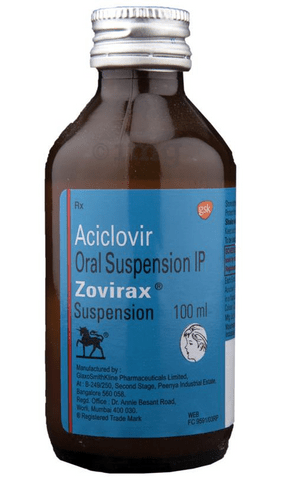 Rx
gsk
Aciclovir
Oral Suspension IP
Zovirax®
Suspension 100 ml
Manufactured by :
GlaxoSmithKline Pharmaceuticals Limited,
At : B-249/250, Second Stage, Peenya Industrial Estate,
Bangalore 560 058.
Regd. Office : Dr. Annie Besant Road,
Worli, Mumbai 400 030.
® Registered Trade Mark
WEB